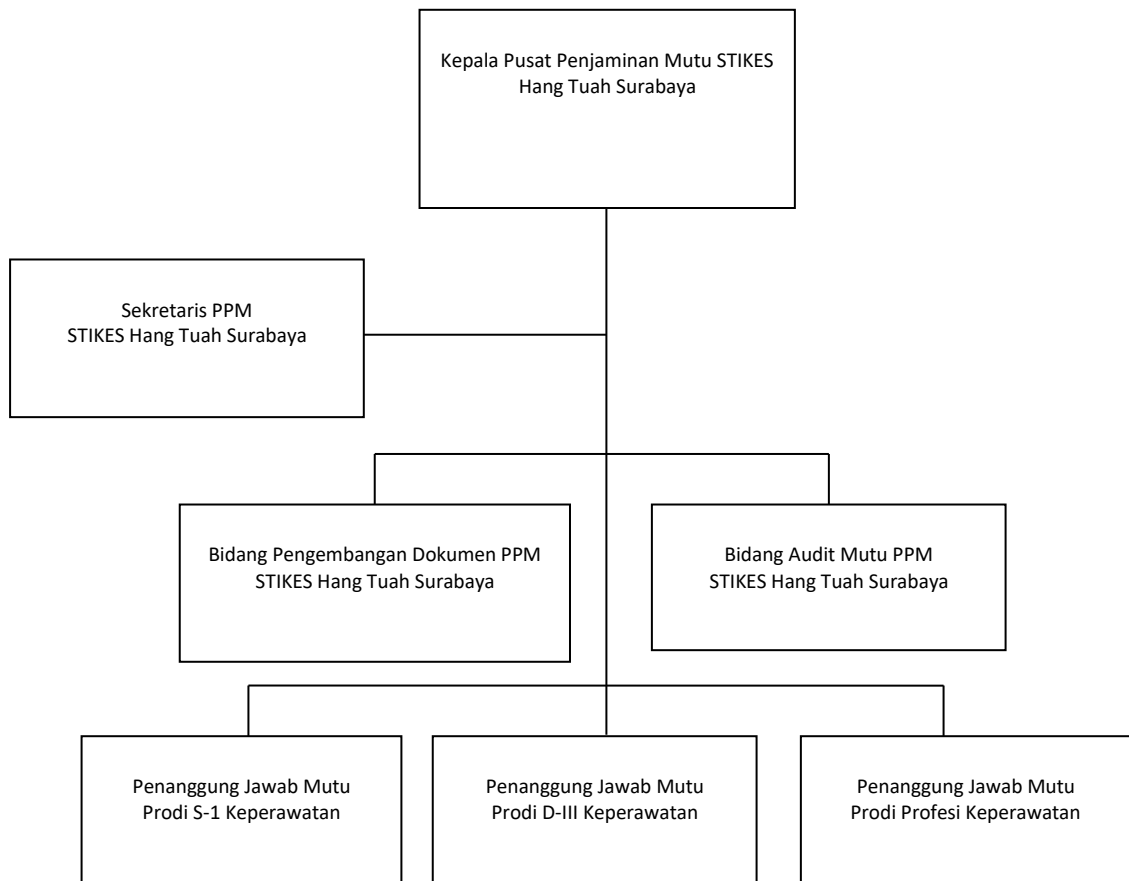 Kepala Pusat Penjaminan Mutu STIKES
Hang Tuah Surabaya
Sekretaris PPM
STIKES Hang Tuah Surabaya
Bidang Pengembangan Dokumen PPM
STIKES Hang Tuah Surabaya
Bidang Audit Mutu PPM
STIKES Hang Tuah Surabaya
Penanggung Jawab Mutu
Prodi S-1 Keperawatan
Penanggung Jawab Mutu
Prodi D-III Keperawatan
Penanggung Jawab Mutu
Prodi Profesi Keperawatan